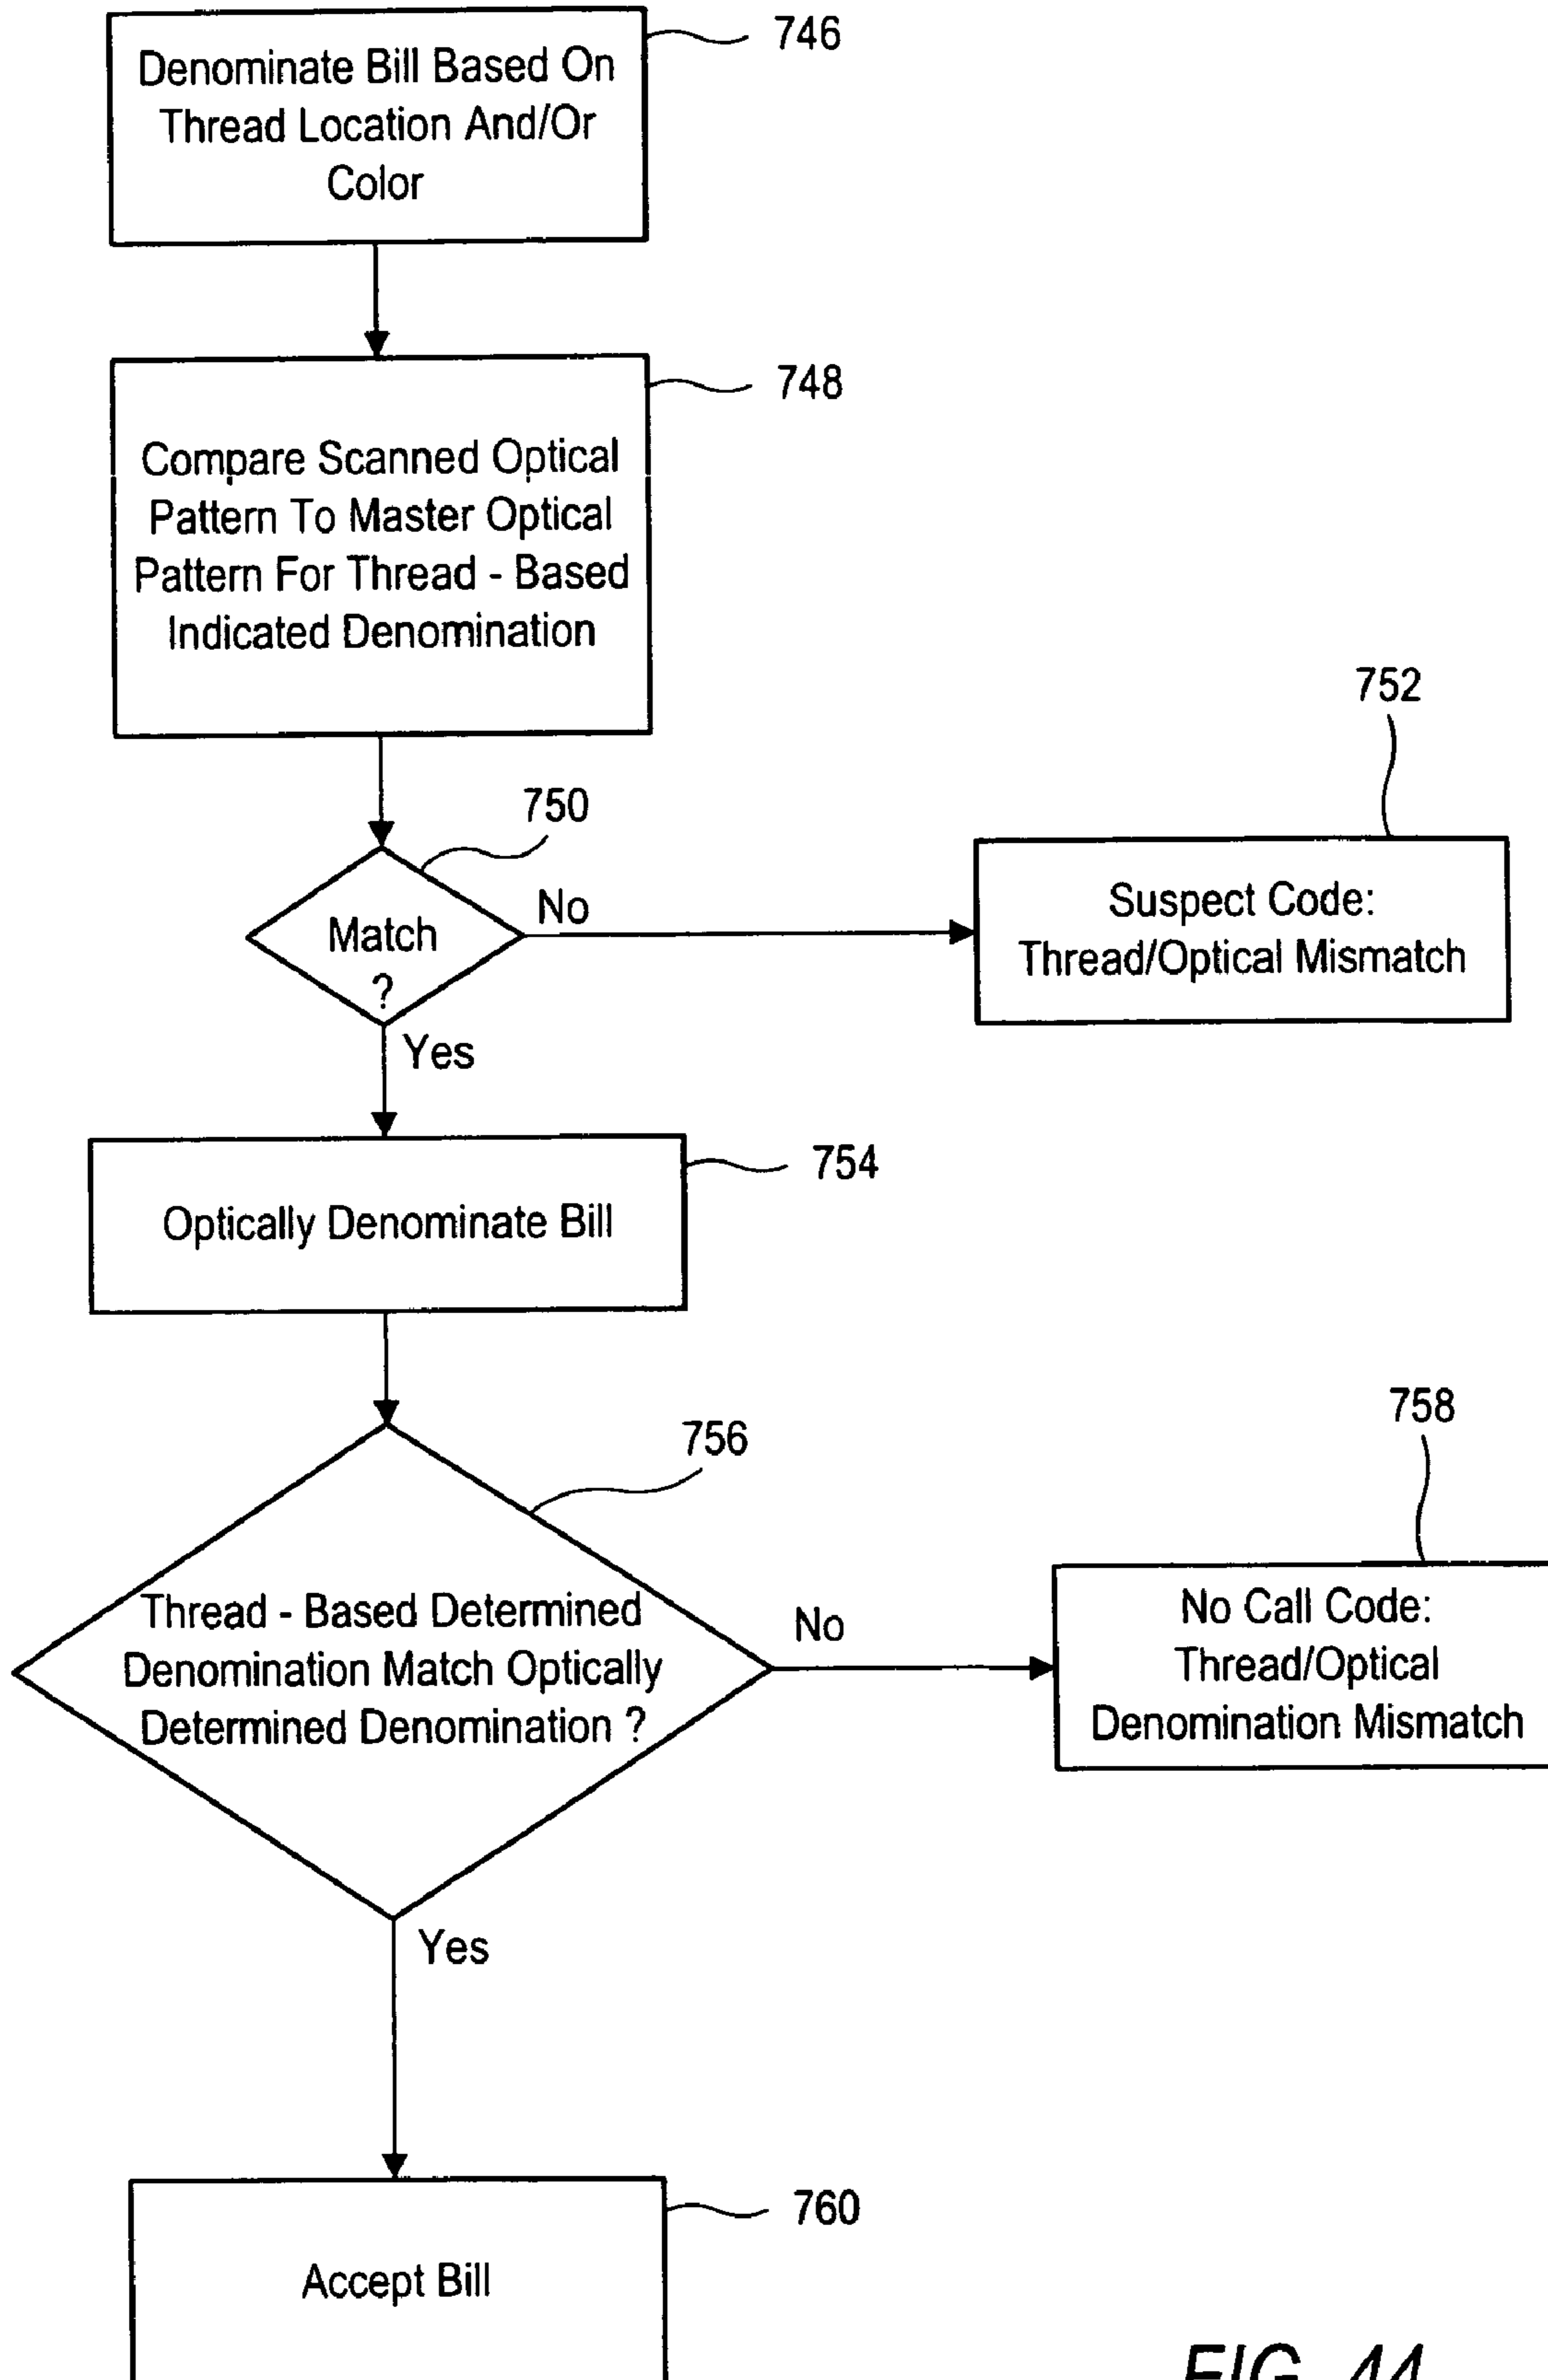 746
Denominate Bill Based On
Thread Location And/Or
Color
748
Compare Scanned Optical
Pattern To Master Optical
Pattern For Thread - Based
Indicated Denomination
750
Match
?
No
752
Suspect Code:
Thread/Optical Mismatch
Yes
754
Optically Denominate Bill
756
Thread - Based Determined
Denomination Match Optically
Determined Denomination ?
No
758
No Call Code:
Thread/Optical
Denomination Mismatch
Yes
760
Accept Bill
FIG. 44